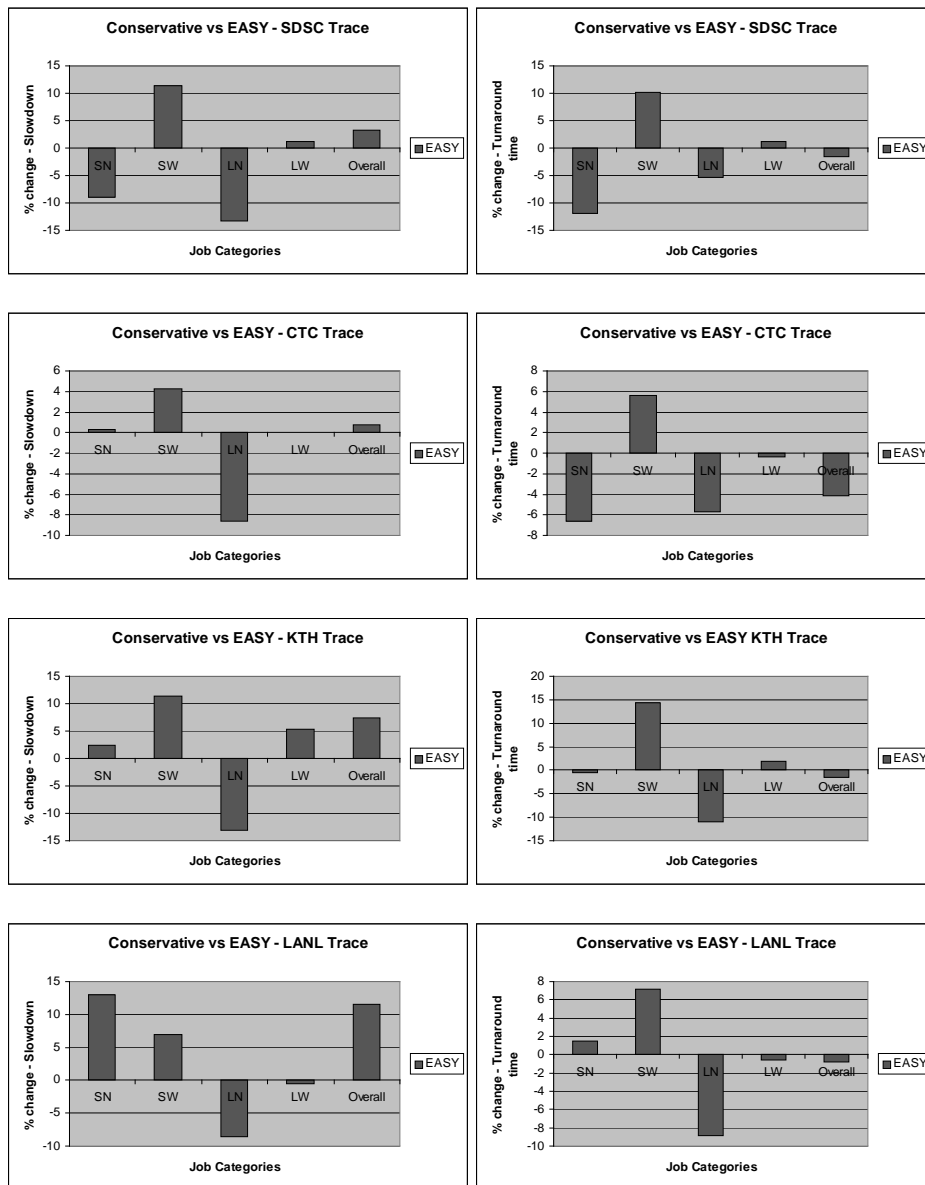 Conservative vs EASY - SDSC Trace
% change - Slowdown
15
10
5
0
-5
-10
-15
SN
SW
LN
LW
Overall
EASY
Job Categories
Conservative vs EASY - SDSC Trace
% change - Turnaround
time
15
10
5
0
-5
-10
-15
SN
SW
LN
LW
Overall
EASY
Job Categories
Conservative vs EASY - CTC Trace
% change - Slowdown
6
4
2
0
-2
-4
-6
-8
-10
SN
SW
LN
LW
Overall
EASY
Job Categories
Conservative vs EASY - CTC Trace
% change - Turnaround
time
8
6
4
2
0
-2
-4
-6
-8
SN
SW
LN
LW
Overall
EASY
Job Categories
Conservative vs EASY - KTH Trace
% change - Slowdown
15
10
5
0
-5
-10
-15
SN
SW
LN
LW
Overall
EASY
Job Categories
Conservative vs EASY KTH Trace
% change - Turnaround
time
20
15
10
5
0
-5
-10
-15
SN
SW
LN
LW
Overall
EASY
Job Categories
Conservative vs EASY - LANL Trace
% change - Slowdown
15
10
5
0
-5
-10
SN
SW
LN
LW
Overall
EASY
Job Categories
Conservative vs EASY - LANL Trace
% change - Turnaround
time
8
6
4
2
0
-2
-4
-6
-8
-10
SN
SW
LN
LW
Overall
EASY
Job Categories